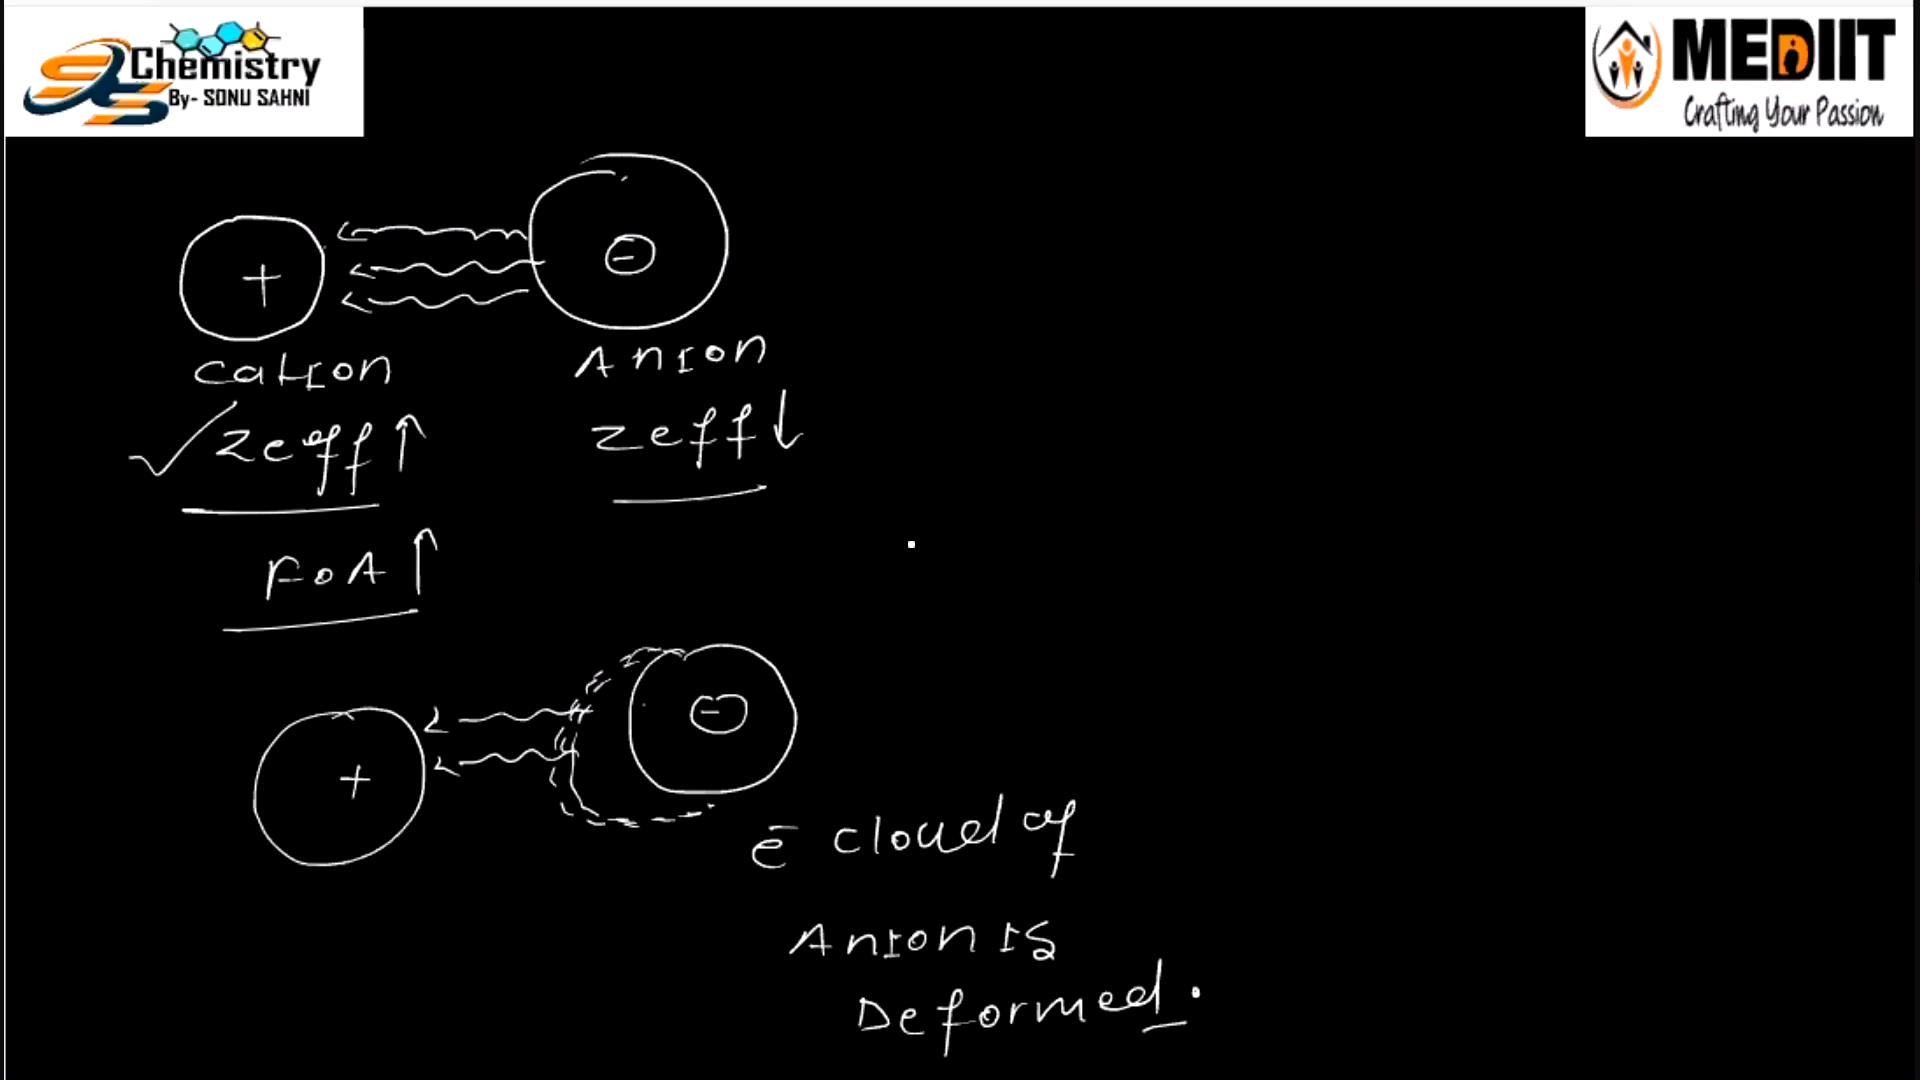 Chemistry
By- SONU SAHNI
MEDIIT
Crafting Your Passion
+
-
Cation
Anion
Zeff↑
Zeff↓
FOA↑
+
-
ē cloud of
Anion is
Deformed.